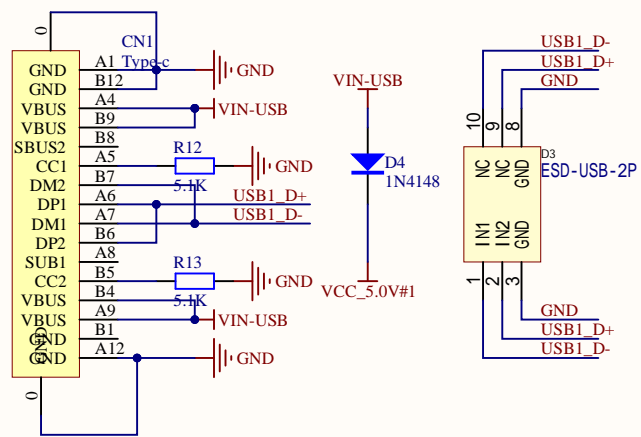 0
CN1
Type-c
GND A1 GND
GND B12
VBUS A4 VIN-USB
VBUS B9
SBUS2 B8
CC1 A5 R12 5.1K GND
DM2 B7
DP1 A6 USB1_D+
DM1 A7 USB1_D-
DP2 B6
SUB1 A8
CC2 B5 R13 5.1K GND
VBUS B4
VBUS A9 VIN-USB
GND B1
GND A12 GND
0
VIN-USB
D4
1N4148
VCC_5.0V#1
USB1_D-
USB1_D+
GND
10 9 8
D3
ESD-USB-2P
NC NC GND
IN1 IN2 GND
1 2 3
GND
USB1_D+
USB1_D-